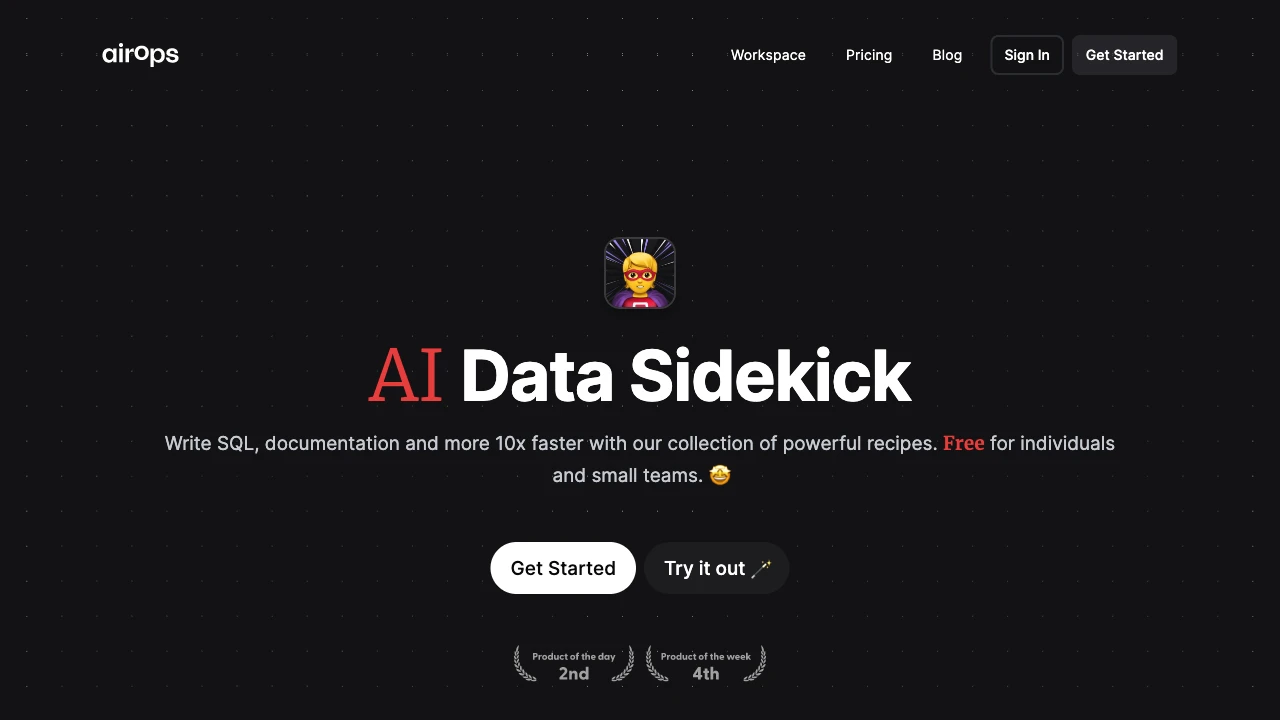 airOps
Workspace
Pricing
Blog
Sign In
Get Started
AI Data Sidekick
Write SQL, documentation and more 10x faster with our collection of powerful recipes. Free for individuals
and small teams. 🤩
Get Started
Try it out
Product of the day
2nd
Product of the week
4th